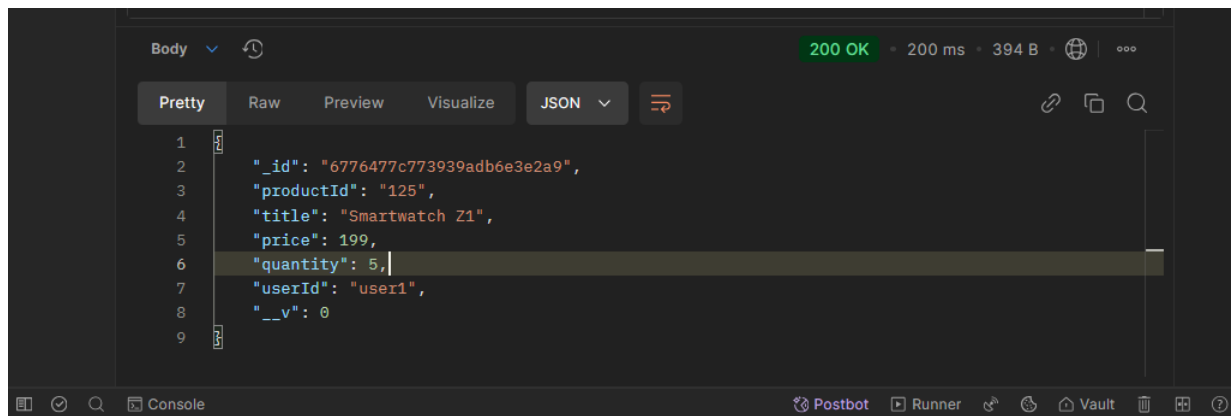 Body
200 OK
200 ms
394 B
Pretty Raw Preview Visualize JSON
1 {
2 "_id": "6776477c773939adb6e3e2a9",
3 "productId": "125",
4 "title": "Smartwatch Z1",
5 "price": 199,
6 "quantity": 5,
7 "userId": "user1",
8 "__v": 0
9 }
Console Postbot Runner Vault